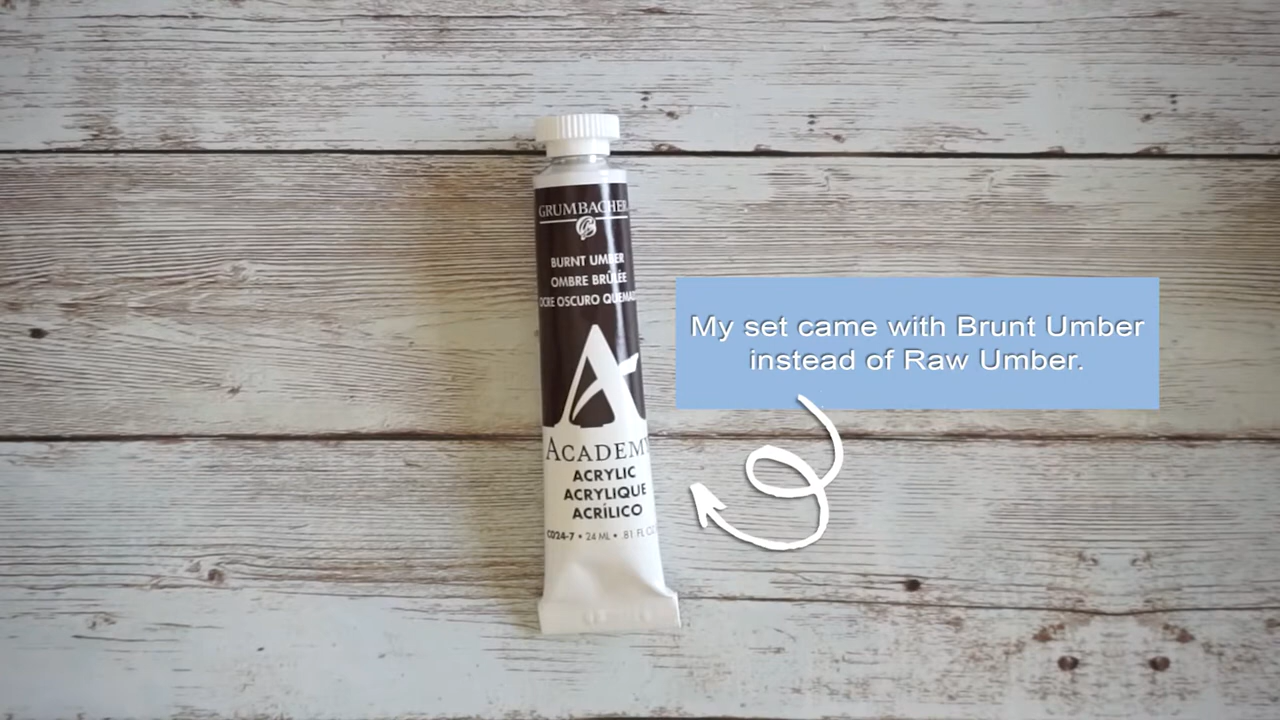 GRUMBACHER
BURNT UMBER
OMBRE BRÛLÉE
OCRE OSCURO QUEMAD
ACADEMY
ACRYLIC
ACRYLIQUE
ACRÍLICO
C024-7 • 24 ML • .81 FL OZ
My set came with Brunt Umber
instead of Raw Umber.